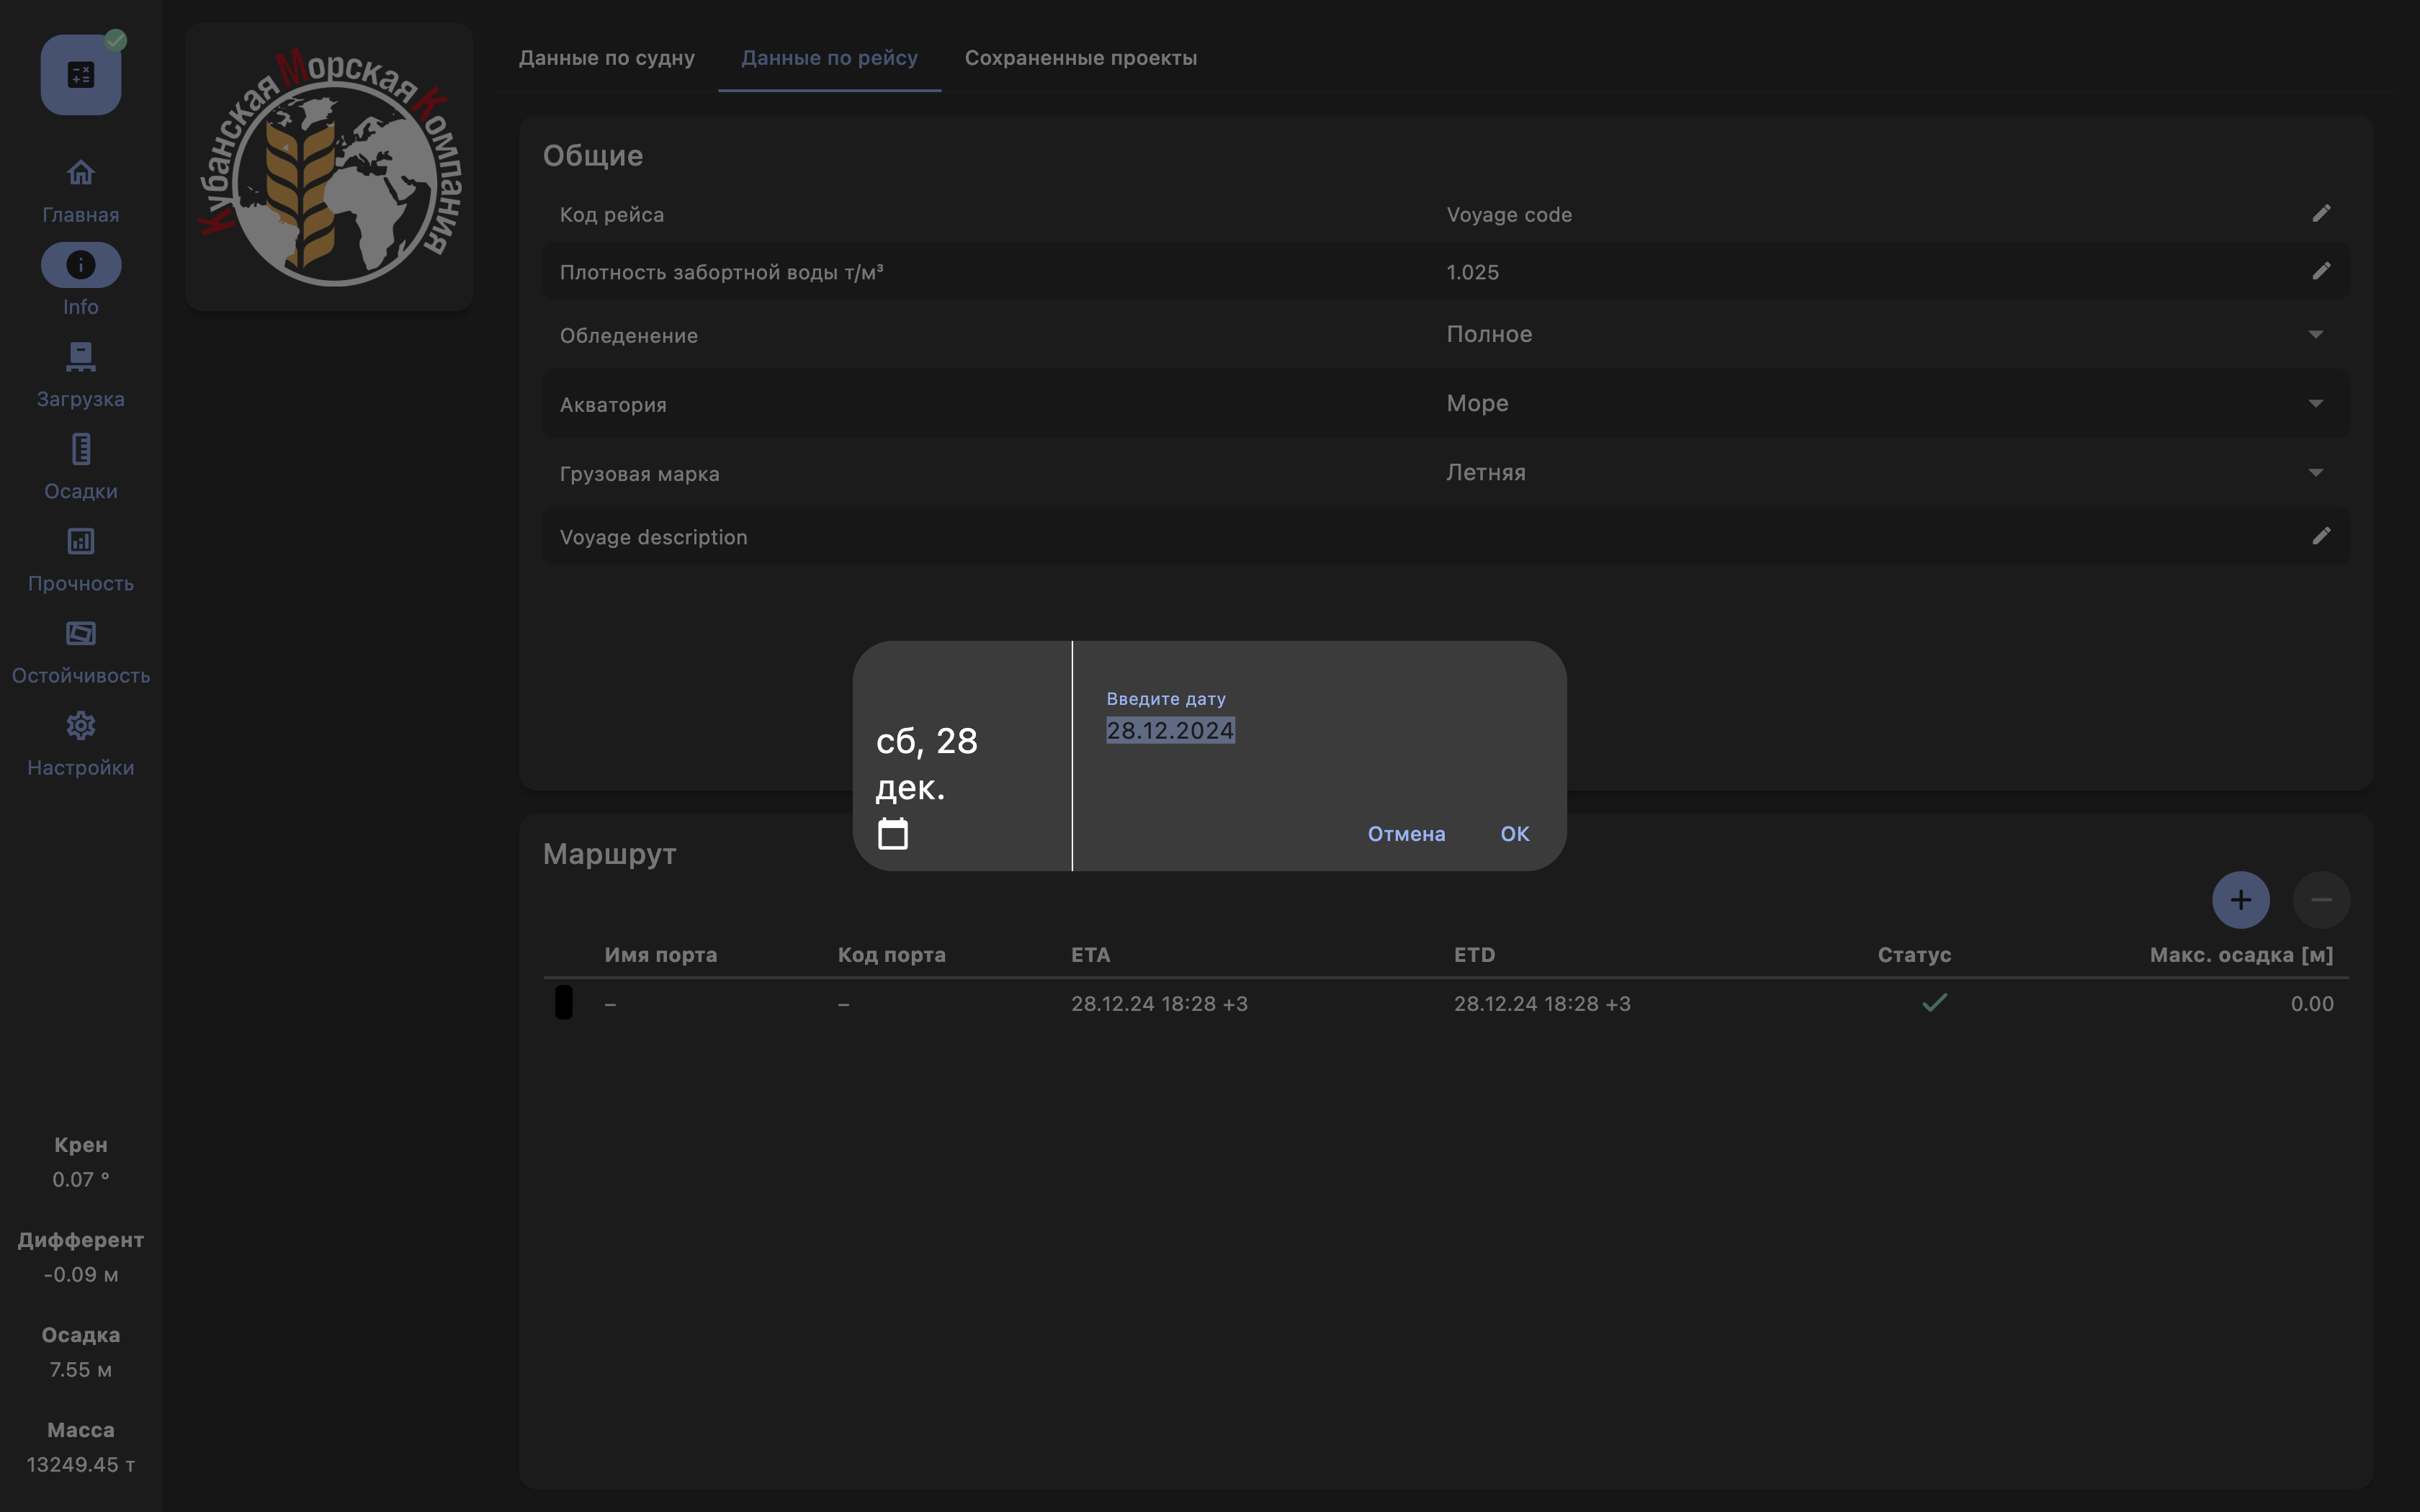 Главная
Info
Загрузка
Осадки
Прочность
Остойчивость
Настройки
Крен
0.07 °
Дифферент
-0.09 м
Осадка
7.55 м
Масса
13249.45 т
Кубанская Морская Компания
Данные по судну Данные по рейсу Сохраненные проекты
Общие
Код рейса Voyage code
Плотность забортной воды т/м³ 1.025
Обледенение Полное
Акватория Море
Грузовая марка Летняя
Voyage description
сб, 28
дек.
Введите дату
28.12.2024
Отмена ОК
Маршрут
Имя порта Код порта ETA ETD Статус Макс. осадка [м]
– – 28.12.24 18:28 +3 28.12.24 18:28 +3 0.00